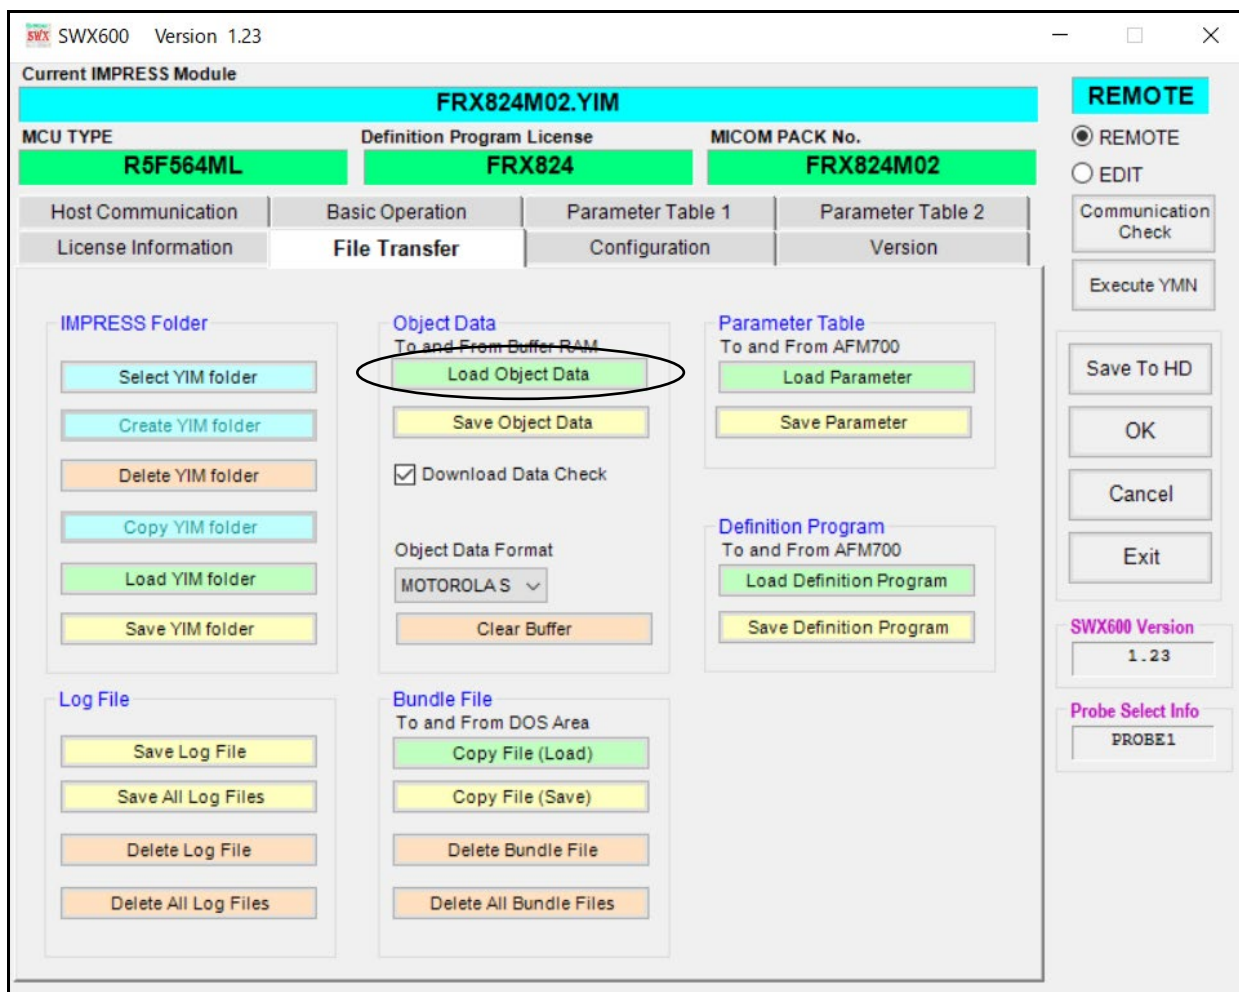 SWX600 Version 1.23
Current IMPRESS Module
FRX824M02.YIM
MCU TYPE
Definition Program License
MICOM PACK No.
R5F564ML
FRX824
FRX824M02
REMOTE
REMOTE
EDIT
Communication
Check
Execute YMN
Host Communication
Basic Operation
Parameter Table 1
Parameter Table 2
License Information
File Transfer
Configuration
Version
IMPRESS Folder
Select YIM folder
Create YIM folder
Delete YIM folder
Copy YIM folder
Load YIM folder
Save YIM folder
Object Data
To and From Buffer RAM
Load Object Data
Save Object Data
Download Data Check
Object Data Format
MOTOROLA S
Clear Buffer
Parameter Table
To and From AFM700
Load Parameter
Save Parameter
Definition Program
To and From AFM700
Load Definition Program
Save Definition Program
Log File
Save Log File
Save All Log Files
Delete Log File
Delete All Log Files
Bundle File
To and From DOS Area
Copy File (Load)
Copy File (Save)
Delete Bundle File
Delete All Bundle Files
Save To HD
OK
Cancel
Exit
SWX600 Version
1.23
Probe Select Info
PROBE1